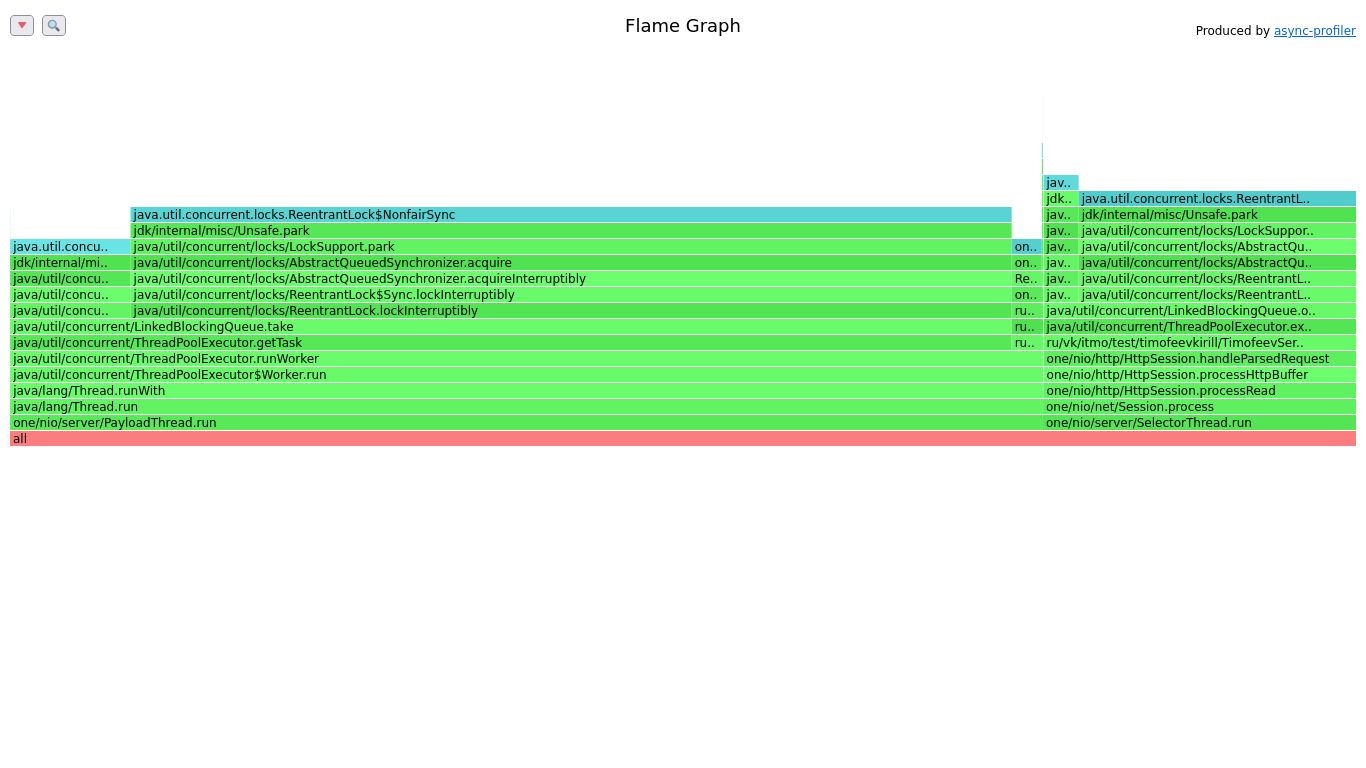 Flame Graph
Produced by async-profiler
jav..
jdk.. java.util.concurrent.locks.ReentrantL..
java.util.concurrent.locks.ReentrantLock$NonfairSync jav.. jdk/internal/misc/Unsafe.park
jdk/internal/misc/Unsafe.park jav.. java/util/concurrent/locks/LockSuppor..
java.util.concu.. java/util/concurrent/locks/LockSupport.park on.. jav.. java/util/concurrent/locks/AbstractQu..
jdk/internal/mi.. java/util/concurrent/locks/AbstractQueuedSynchronizer.acquire on.. jav.. java/util/concurrent/locks/AbstractQu..
java/util/concu.. java/util/concurrent/locks/AbstractQueuedSynchronizer.acquireInterruptibly Re.. jav.. java/util/concurrent/locks/ReentrantL..
java/util/concu.. java/util/concurrent/locks/ReentrantLock$Sync.lockInterruptibly on.. jav.. java/util/concurrent/locks/ReentrantL..
java/util/concu.. java/util/concurrent/locks/ReentrantLock.lockInterruptibly ru.. java/util/concurrent/LinkedBlockingQueue.o..
java/util/concurrent/LinkedBlockingQueue.take ru.. java/util/concurrent/ThreadPoolExecutor.ex..
java/util/concurrent/ThreadPoolExecutor.getTask ru.. ru/vk/itmo/test/timofeevkirill/TimofeevSer..
java/util/concurrent/ThreadPoolExecutor.runWorker one/nio/http/HttpSession.handleParsedRequest
java/util/concurrent/ThreadPoolExecutor$Worker.run one/nio/http/HttpSession.processHttpBuffer
java/lang/Thread.runWith one/nio/http/HttpSession.processRead
java/lang/Thread.run one/nio/net/Session.process
one/nio/server/PayloadThread.run one/nio/server/SelectorThread.run
all